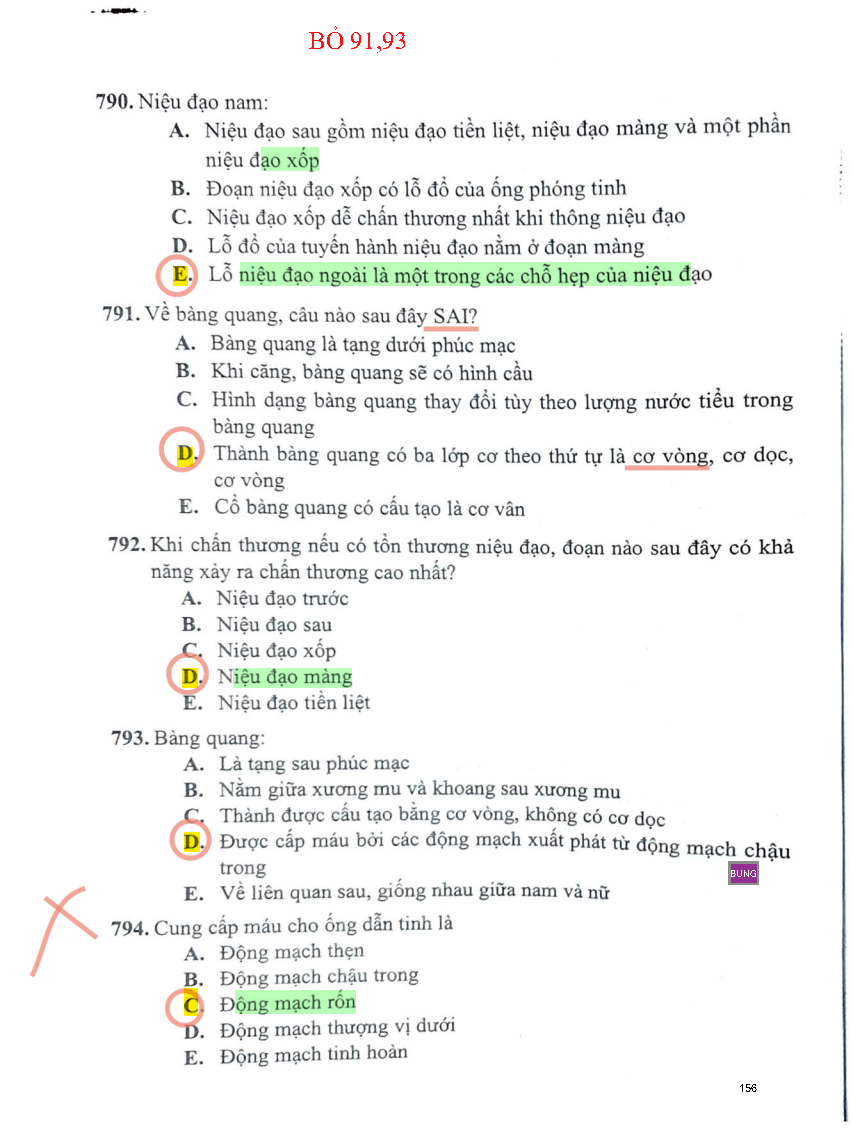 BỎ 91,93
790. Niệu đạo nam:
A. Niệu đạo sau gồm niệu đạo tiền liệt, niệu đạo màng và một phần
niệu đạo xốp
B. Đoạn niệu đạo xốp có lỗ đổ của ống phóng tinh
C. Niệu đạo xốp dễ chấn thương nhất khi thông niệu đạo
D. Lỗ đổ của tuyến hành niệu đạo nằm ở đoạn màng
E. Lỗ niệu đạo ngoài là một trong các chỗ hẹp của niệu đạo
791. Về bàng quang, câu nào sau đây SAI?
A. Bàng quang là tạng dưới phúc mạc
B. Khi căng, bàng quang sẽ có hình cầu
C. Hình dạng bàng quang thay đổi tùy theo lượng nước tiểu trong
bàng quang
D. Thành bàng quang có ba lớp cơ theo thứ tự là cơ vòng, cơ dọc,
cơ vòng
E. Cổ bàng quang có cấu tạo là cơ vân
792. Khi chấn thương nếu có tổn thương niệu đạo, đoạn nào sau đây có khả
năng xảy ra chấn thương cao nhất?
A. Niệu đạo trước
B. Niệu đạo sau
C. Niệu đạo xốp
D. Niệu đạo màng
E. Niệu đạo tiền liệt
793. Bàng quang:
A. Là tạng sau phúc mạc
B. Nằm giữa xương mu và khoang sau xương mu
C. Thành được cấu tạo bằng cơ vòng, không có cơ dọc
D. Được cấp máu bởi các động mạch xuất phát từ động mạch chậu
trong
BUNG
E. Về liên quan sau, giống nhau giữa nam và nữ
794. Cung cấp máu cho ống dẫn tinh là
A. Động mạch thẹn
B. Động mạch chậu trong
C. Động mạch rốn
D. Động mạch thượng vị dưới
E. Động mạch tinh hoàn
156